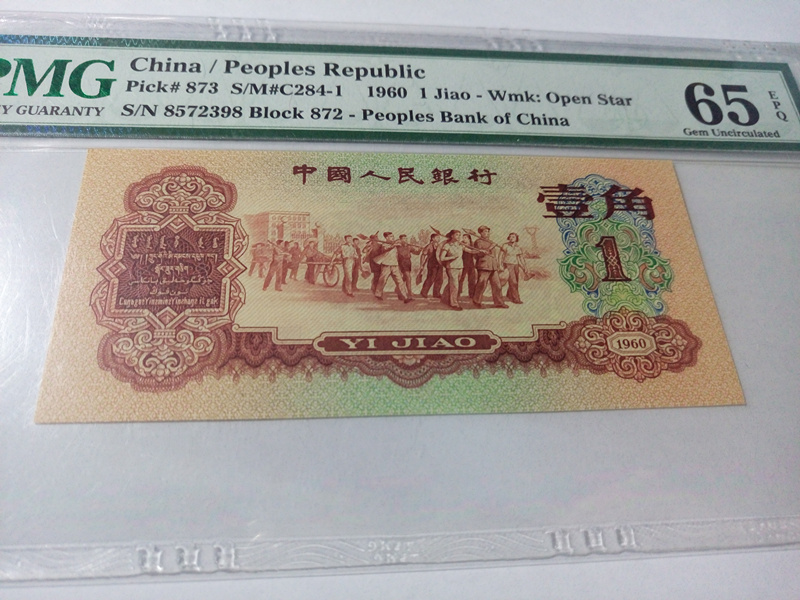 PMG
China / Peoples Republic
Y GUARANTY
Pick# 873 S/M#C284-1 1960 1 Jiao - Wmk: Open Star
S/N 8572398 Block 872 - Peoples Bank of China
65
EPQ
Gem Uncirculated
中國人民銀行
壹角
1
YI JIAO
1960